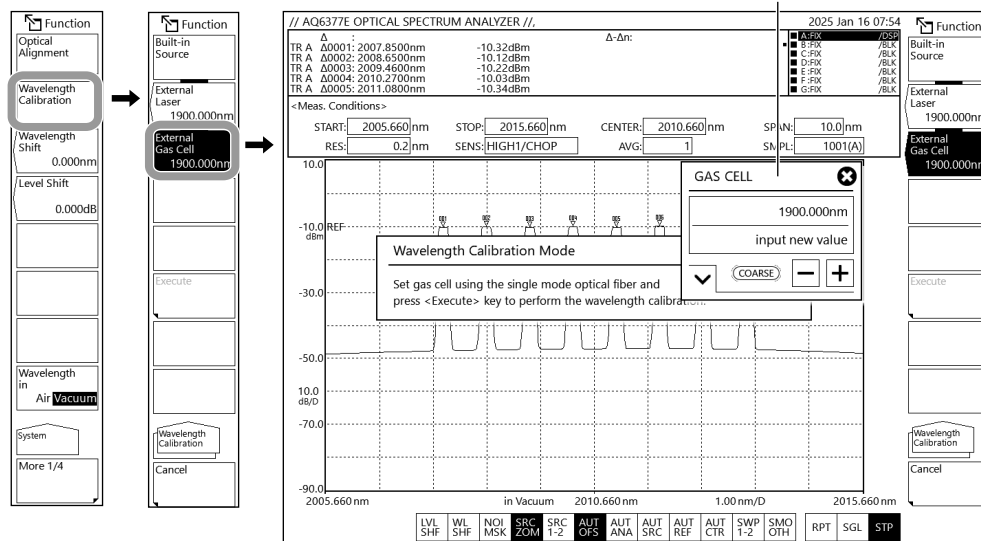 Function
Optical
Alignment
Wavelength
Calibration
Wavelength
Shift
0.000nm
Level Shift
0.000dB
Wavelength
in
Air Vacuum
System
More 1/4
Function
Built-in
Source
External
Laser
1900.000nm
External
Gas Cell
1900.000nm
Execute
Wavelength
Calibration
Cancel
// AQ6377E OPTICAL SPECTRUM ANALYZER //, 2025 Jan 16 07:54
Δ : Δ-Δn:
TR A Δ0001: 2007.8500nm -10.32dBm
TR A Δ0002: 2008.6500nm -10.12dBm
TR A Δ0003: 2009.4600nm -10.22dBm
TR A Δ0004: 2010.2700nm -10.03dBm
TR A Δ0005: 2011.0800nm -10.34dBm
A:FIX /DSP
B:FIX /BLK
C:FIX /BLK
D:FIX /BLK
E:FIX /BLK
F:FIX /BLK
G:FIX /BLK
<Meas. Conditions>
START: 2005.660 nm STOP: 2015.660 nm CENTER: 2010.660 nm SPAN: 10.0 nm
RES: 0.2 nm SENS: HIGH1/CHOP AVG: 1 SMPL: 1001(A)
10.0
-10.0 REF
dBm
-30.0
-50.0
10.0
dB/D
-70.0
-90.0
001 002 003 004 005 006
Wavelength Calibration Mode
Set gas cell using the single mode optical fiber and
press <Execute> key to perform the wavelength calibration.
GAS CELL
1900.000nm
input new value
COARSE
2005.660 nm in Vacuum 2010.660 nm 1.00 nm/D 2015.660 nm
LVL SHF
WL SHF
NOI MSK
SRC ZOM
SRC 1-2
AUT OFS
AUT ANA
AUT SRC
AUT REF
AUT CTR
SWP 1-2
SMO OTH
RPT
SGL
STP
Function
Built-in
Source
External
Laser
1900.000nm
External
Gas Cell
1900.000nm
Execute
Wavelength
Calibration
Cancel